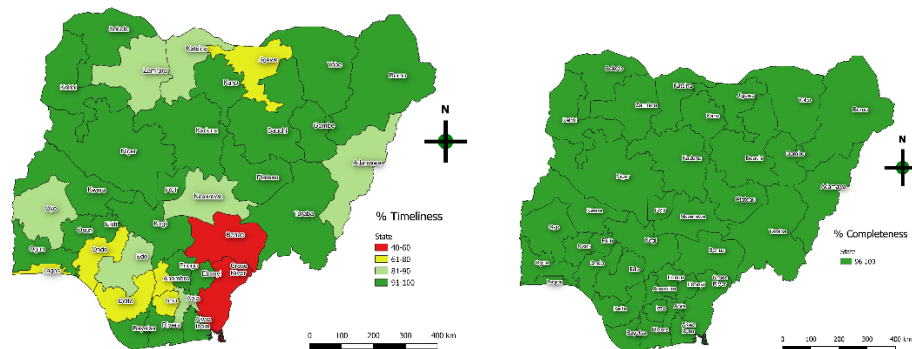 Sokoto
Katsina
Zamfara
Jigawa
Yobe
Borno
Kebbi
Kano
Kaduna
Bauchi
Gombe
Niger
Adamawa
Plateau
Kwara
FCT
Nasarawa
Taraba
Oyo
Ekiti
Kogi
Benue
Osun
Ondo
Edo
Ogun
Lagos
Enugu
Ebonyi
Cross
River
Anambra
Delta
Imo
Abia
Akwa
Ibom
Bayelsa
Rivers
N
% Timeliness
State
40-60
61-80
81-90
91-100
0 100 200 300 400 km
Sokoto
Katsina
Zamfara
Jigawa
Yobe
Borno
Kebbi
Kano
Kaduna
Bauchi
Gombe
Niger
Adamawa
Plateau
Kwara
FCT
Nasarawa
Taraba
Oyo
Ekiti
Kogi
Benue
Osun
Ondo
Edo
Ogun
Lagos
Enugu
Ebonyi
Cross
River
Anambra
Delta
Imo
Abia
Akwa
Ibom
Bayelsa
Rivers
N
% Completeness
State
96-100
0 100 200 300 400 km